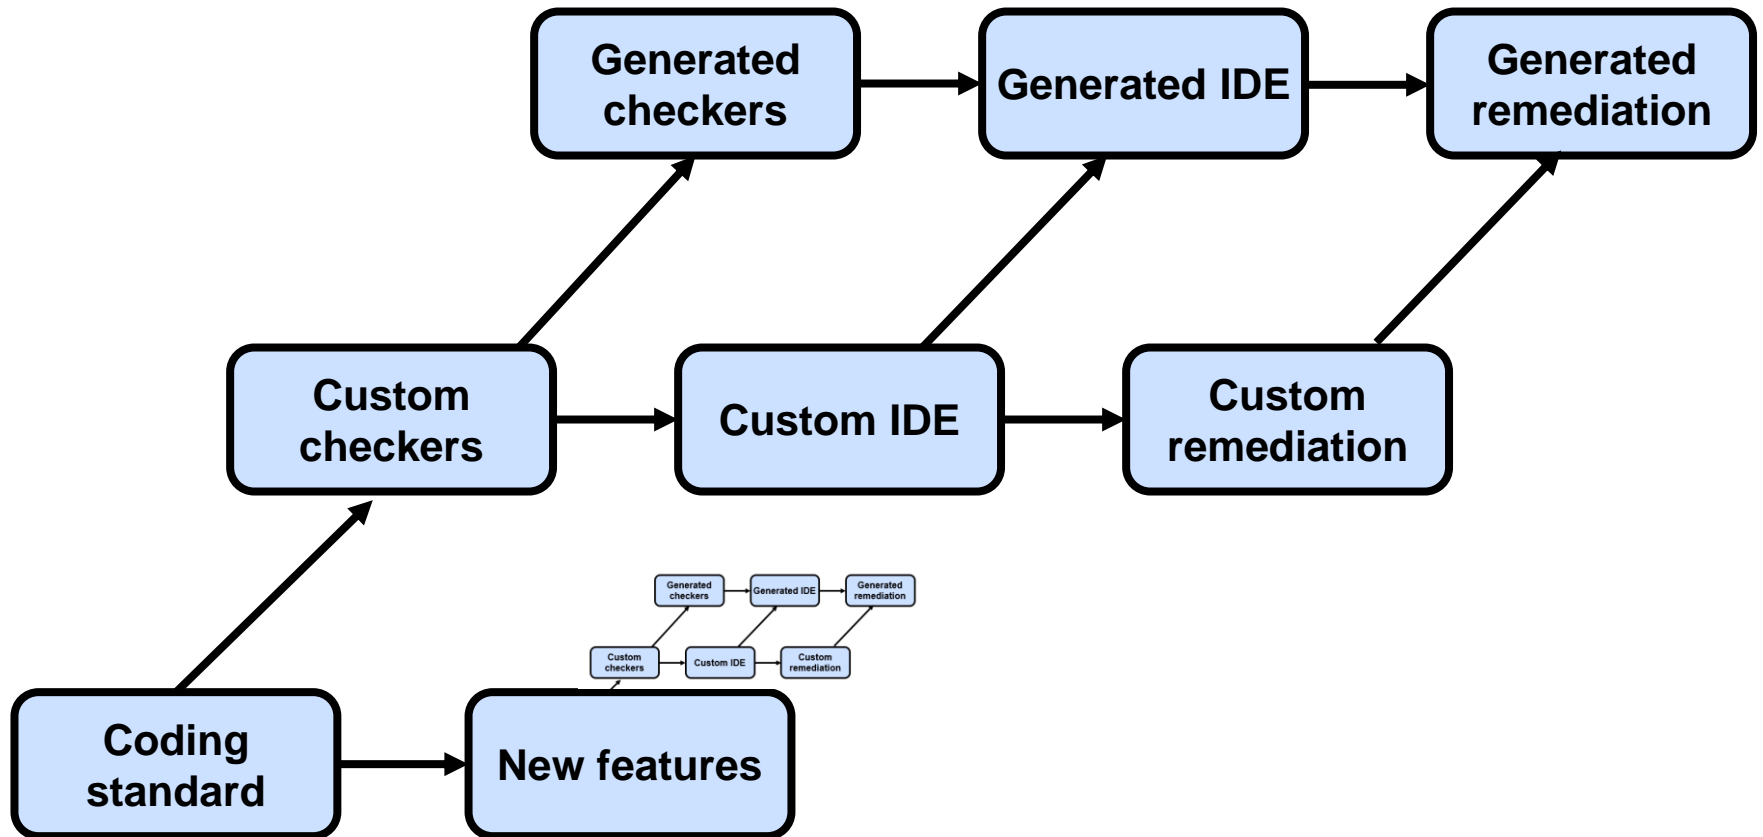 Generated
checkers
Generated IDE
Generated
remediation
Custom
checkers
Custom IDE
Custom
remediation
Generated
checkers
Generated IDE
Generated
remediation
Custom
checkers
Custom IDE
Custom
remediation
Coding
standard
New features